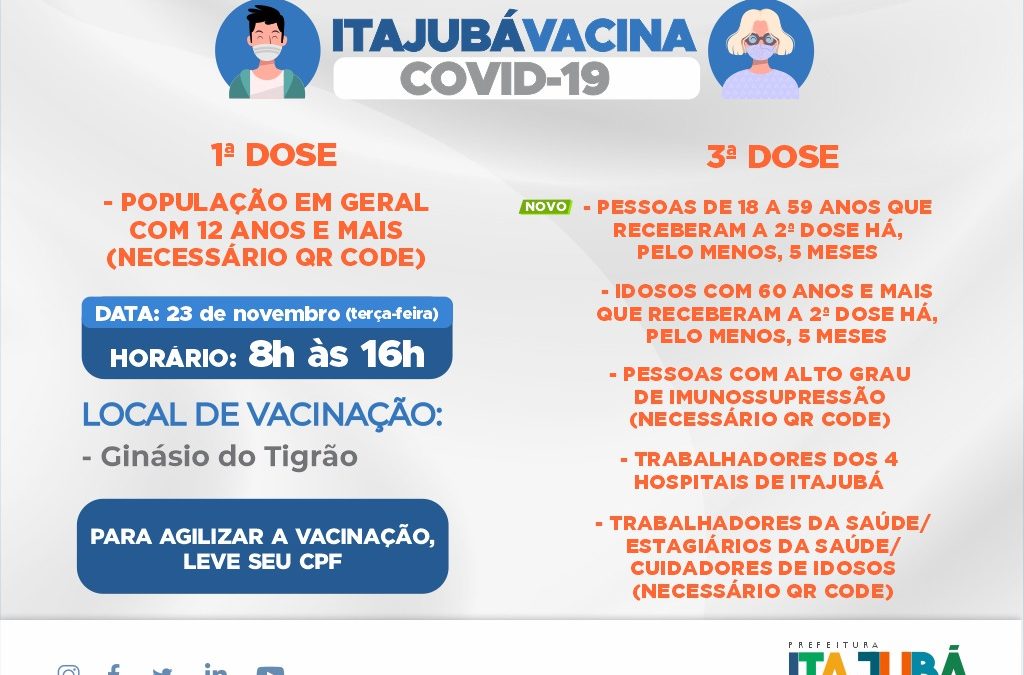 ITAJUBÁVACINA
COVID-19
1ª DOSE
- POPULAÇÃO EM GERAL
COM 12 ANOS E MAIS
(NECESSÁRIO QR CODE)
DATA: 23 de novembro (terça-feira)
HORÁRIO: 8h às 16h
LOCAL DE VACINAÇÃO:
- Ginásio do Tigrão
PARA AGILIZAR A VACINAÇÃO,
LEVE SEU CPF
3ª DOSE
NOVO - PESSOAS DE 18 A 59 ANOS QUE
RECEBERAM A 2ª DOSE HÁ,
PELO MENOS, 5 MESES
- IDOSOS COM 60 ANOS E MAIS
QUE RECEBERAM A 2ª DOSE HÁ,
PELO MENOS, 5 MESES
- PESSOAS COM ALTO GRAU
DE IMUNOSSUPRESSÃO
(NECESSÁRIO QR CODE)
- TRABALHADORES DOS 4
HOSPITAIS DE ITAJUBÁ
- TRABALHADORES DA SAÚDE/
ESTAGIÁRIOS DA SAÚDE/
CUIDADORES DE IDOSOS
(NECESSÁRIO QR CODE)
PREFEITURA
ITAJUBÁ